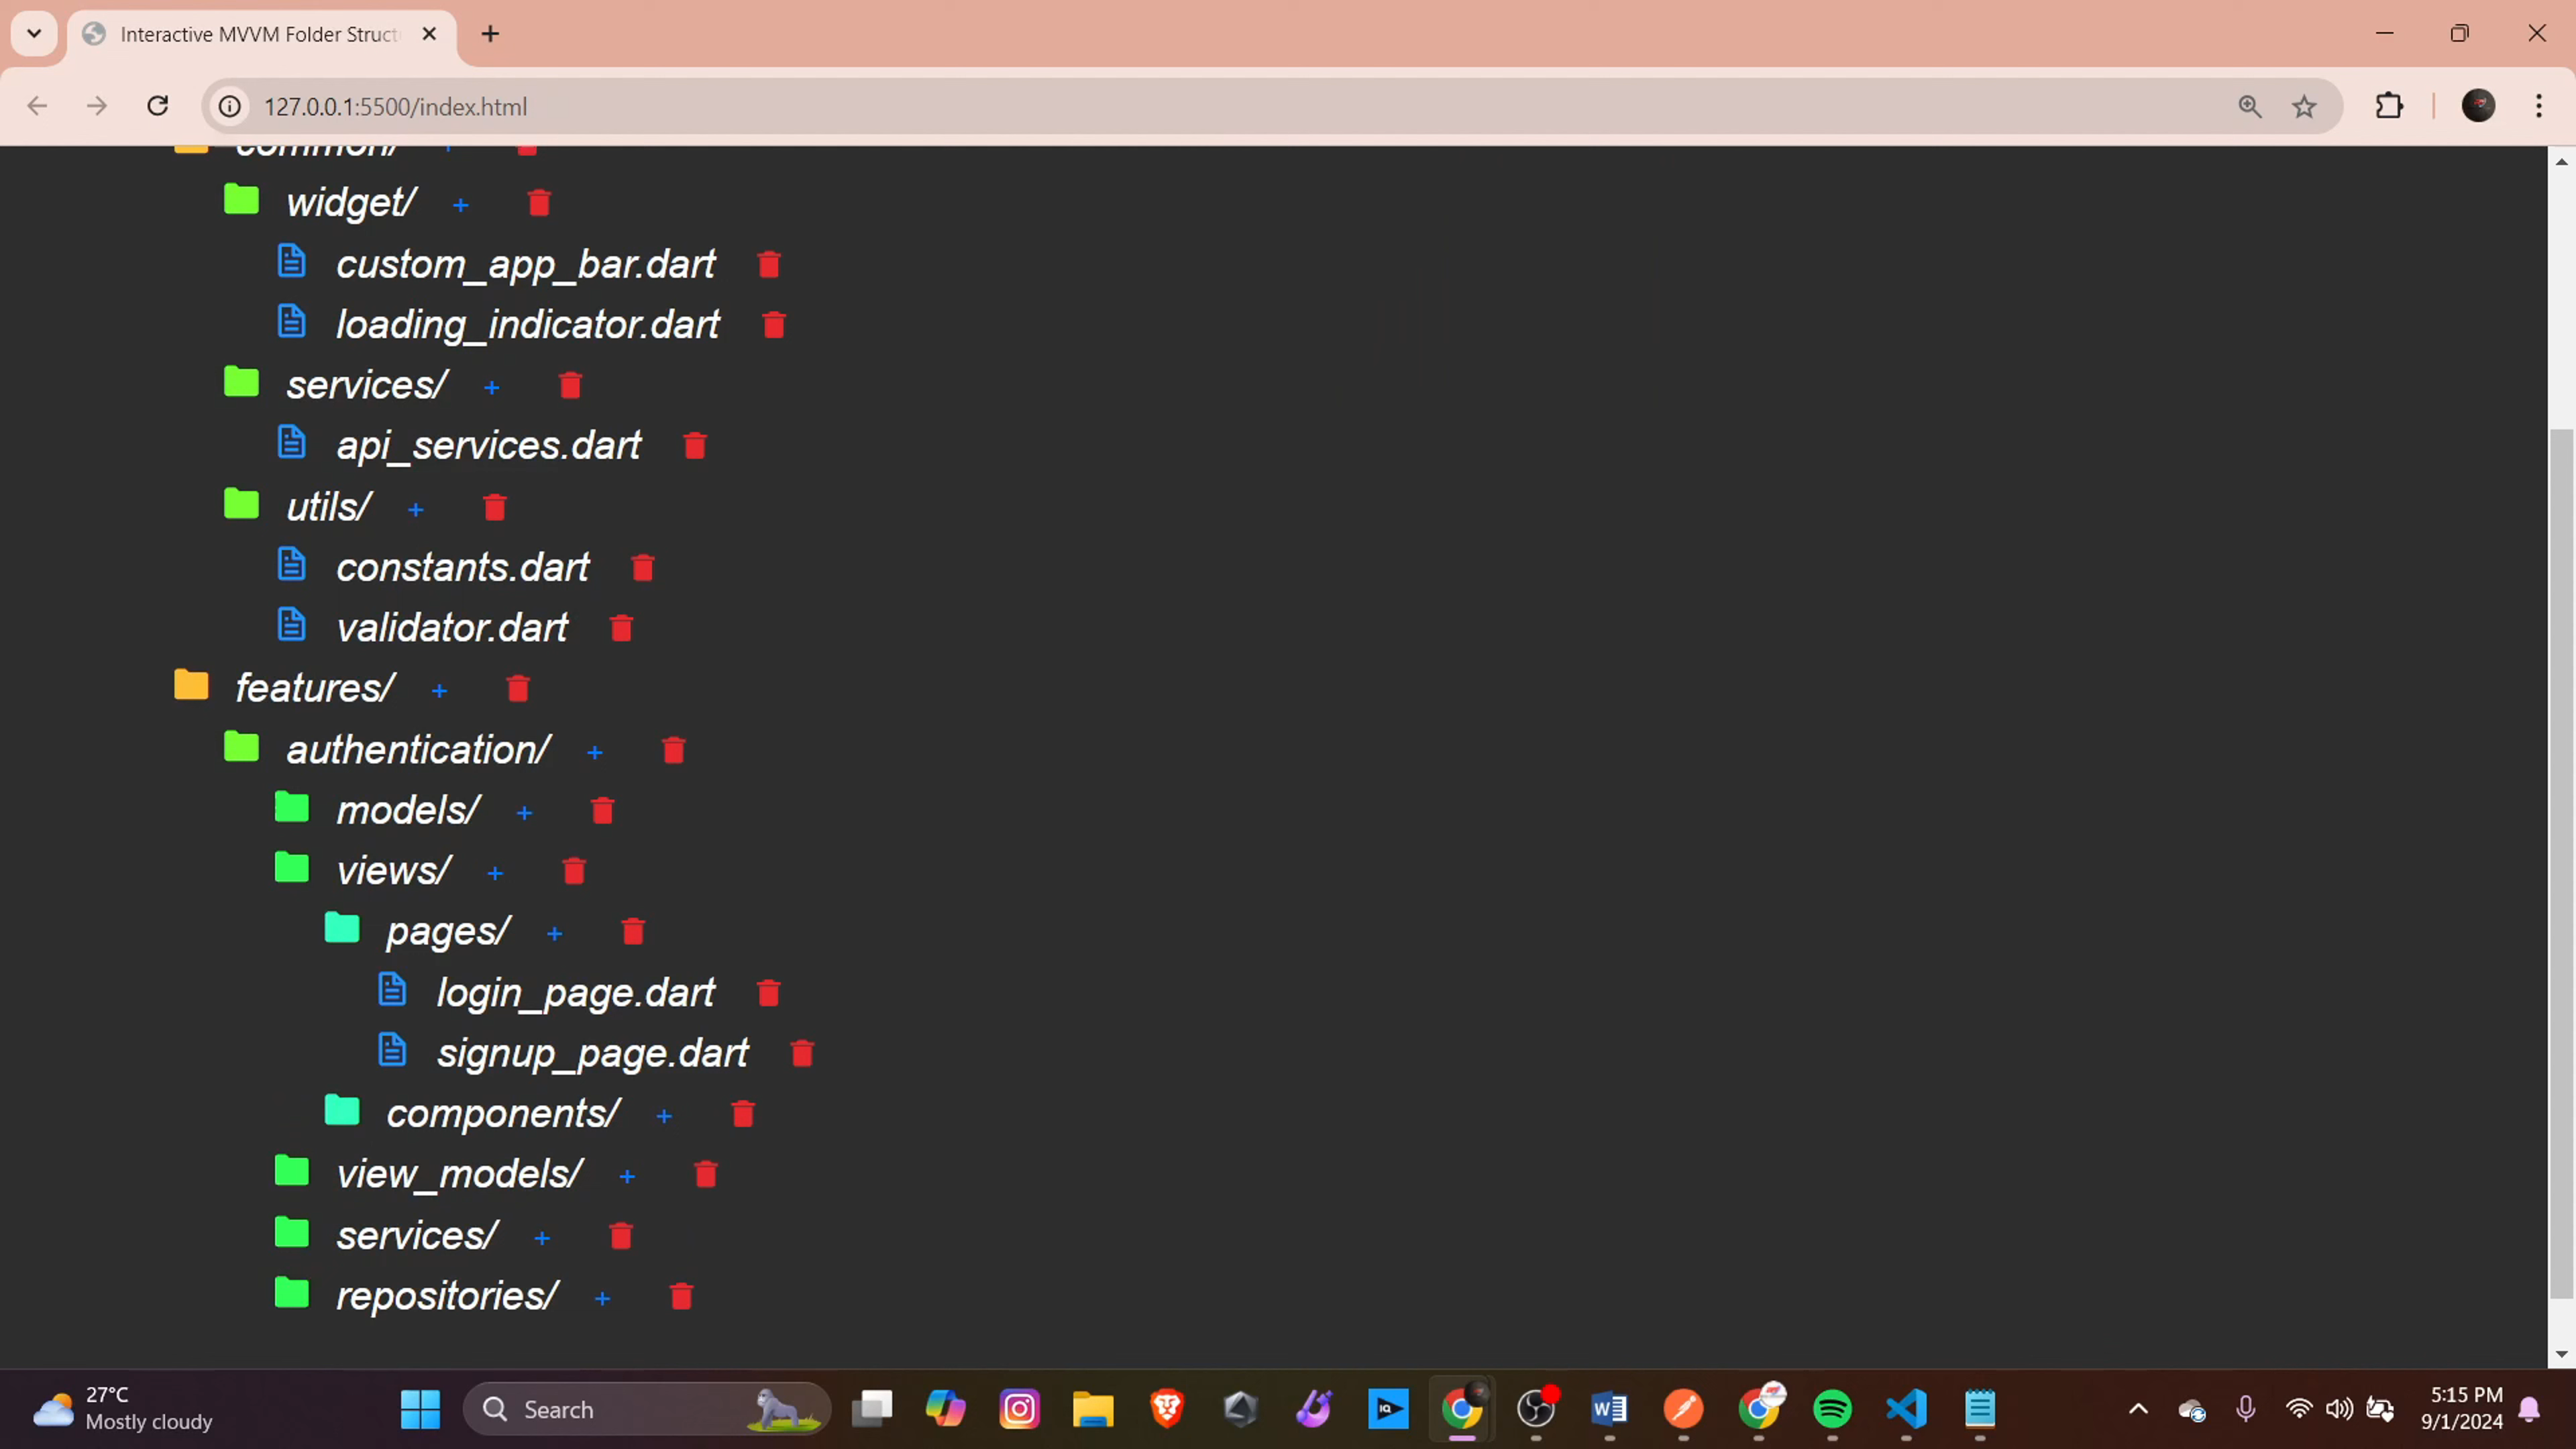 Interactive MVVM Folder Struct
127.0.0.1:5500/index.html
common/ +
widget/ +
custom_app_bar.dart
loading_indicator.dart
services/ +
api_services.dart
utils/ +
constants.dart
validator.dart
features/ +
authentication/ +
models/ +
views/ +
pages/ +
login_page.dart
signup_page.dart
components/ +
view_models/ +
services/ +
repositories/ +
27°C
Mostly cloudy
Search
IQ
W
5:15 PM
9/1/2024